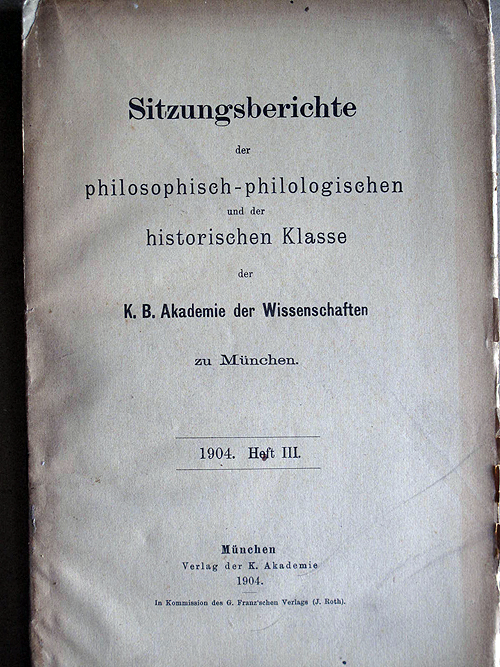 Sitzungsberichte
der
philosophisch-philologischen
und der
historischen Klasse
der
K. B. Akademie der Wissenschaften
zu München.
1904. Heft III.
München
Verlag der K. Akademie
1904.
In Kommission des G. Franz'schen Verlags (J. Roth).